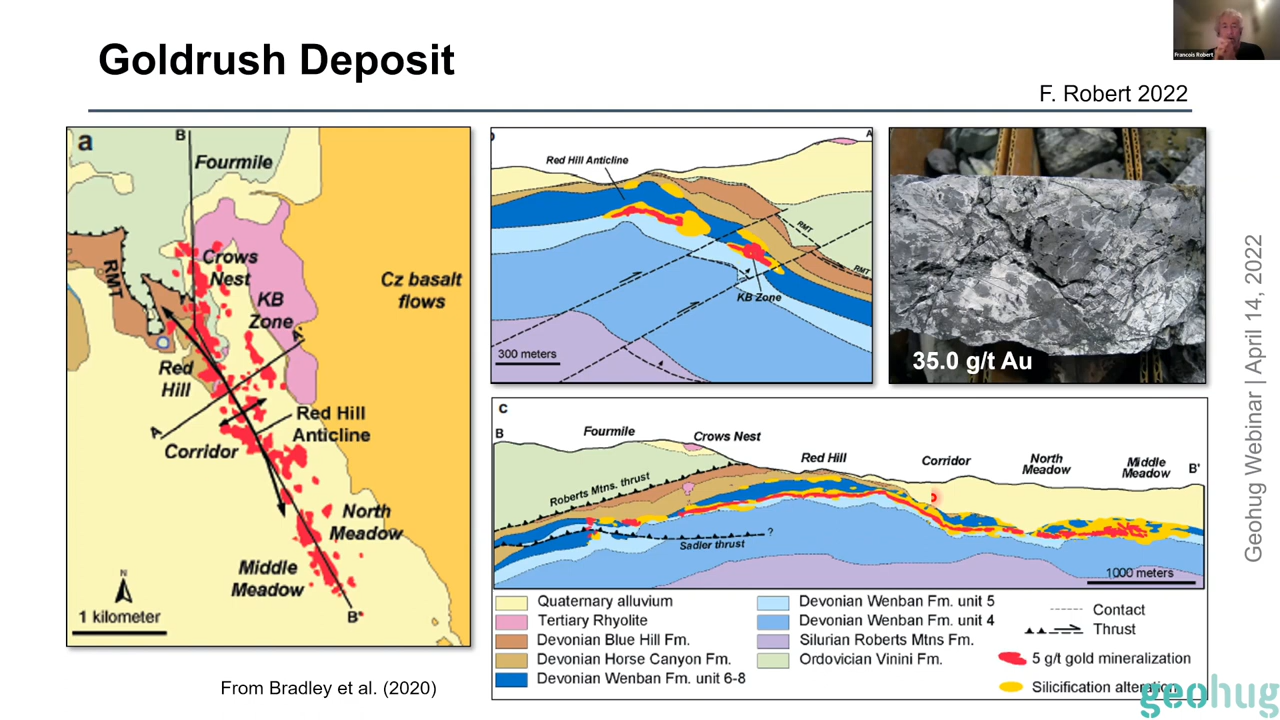 Goldrush Deposit
Francois Robert
F. Robert 2022
a
B
Fourmile
Crows
Nest
RMT
KB
Zone
A'
Cz basalt
flows
Red
Hill
A
Red Hill
Anticline
Corridor
North
Meadow
Middle
Meadow
N
1 kilometer
B'
From Bradley et al. (2020)
A
Red Hill Anticline
RMT
RMT
KB Zone
300 meters
35.0 g/t Au
c
B
Fourmile
Crows Nest
Red Hill
Corridor
North
Meadow
Middle
Meadow
B'
Roberts Mtns. thrust
Sadler thrust
?
1000 meters
Quaternary alluvium
Tertiary Rhyolite
Devonian Blue Hill Fm.
Devonian Horse Canyon Fm.
Devonian Wenban Fm. unit 6-8
Devonian Wenban Fm. unit 5
Devonian Wenban Fm. unit 4
Silurian Roberts Mtns Fm.
Ordovician Vinini Fm.
Contact
Thrust
5 g/t gold mineralization
Silicification alteration
Geohug Webinar | April 14, 2022
geohug